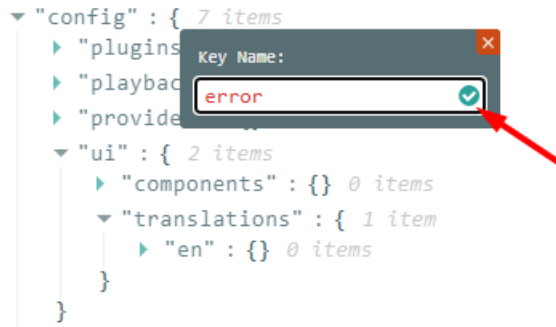 "config" : { 7 items
"plugins
Key Name:
"playbac
error
"provide
"ui" : { 2 items
"components" : {} 0 items
"translations" : { 1 item
"en" : {} 0 items
}
}